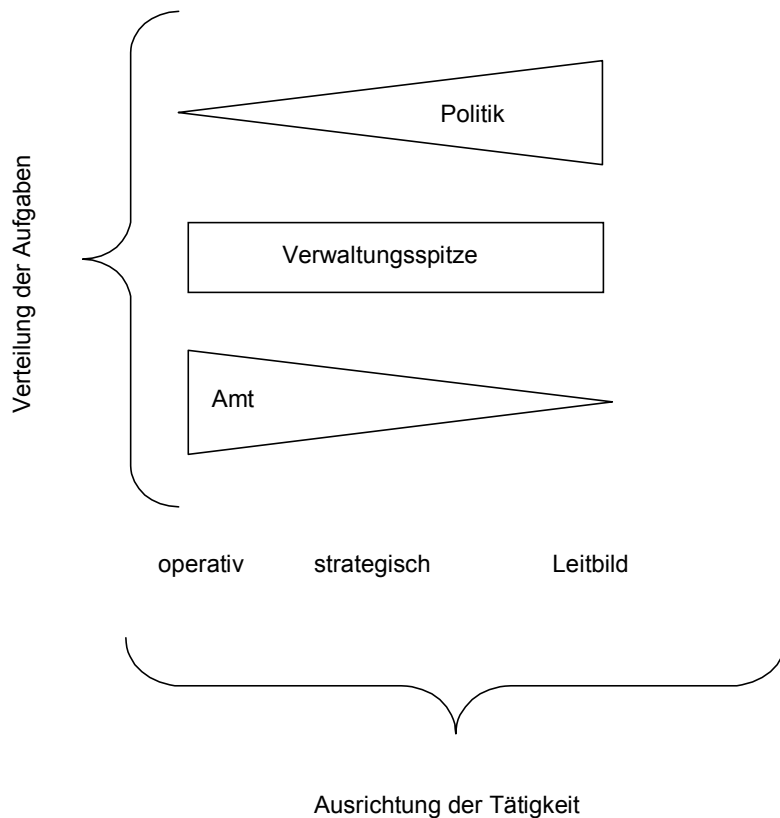 Verteilung der Aufgaben
Politik
Verwaltungsspitze
Amt
operativ strategisch Leitbild
Ausrichtung der Tätigkeit